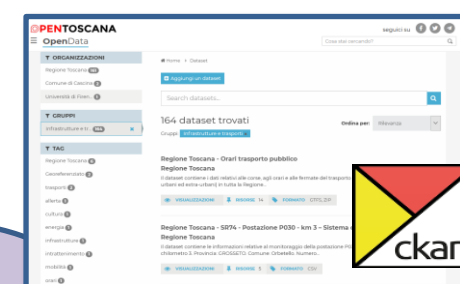 OPENTOSCANA
OpenData
seguici su
Cosa stai cercando?
ORGANIZZAZIONI
Regione Toscana
Comune di Cascina
Università di Firen...
GRUPPI
Infrastrutture e tr...
TAG
Regione Toscana
Georeferenziato
trasporti
allerta
cultura
energia
infrastrutture
intrattenimento
mobilità
orari
Home
Dataset
Aggiungi un dataset
Search datasets...
164 dataset trovati
Ordina per:
Rilevanza
Gruppi:
Infrastrutture e trasporti
Regione Toscana - Orari trasporto pubblico
Regione Toscana
Il dataset contiene i dati relativi alle corse, agli orari e alle fermate del trasporto
urbani ed extra-urbani) in tutta la Regione...
VISUALIZZAZIONI
RISORSE 14
FORMATO GTFS, ZIP
Regione Toscana - SR74 - Postazione P030 - km 3 – Sistema
Regione Toscana
Il dataset contiene le informazioni relative al monitoraggio della postazione P0
chilometro 3. Provincia: GROSSETO. Comune: Orbetello. Numero...
VISUALIZZAZIONI
RISORSE 3
FORMATO CSV
ckan